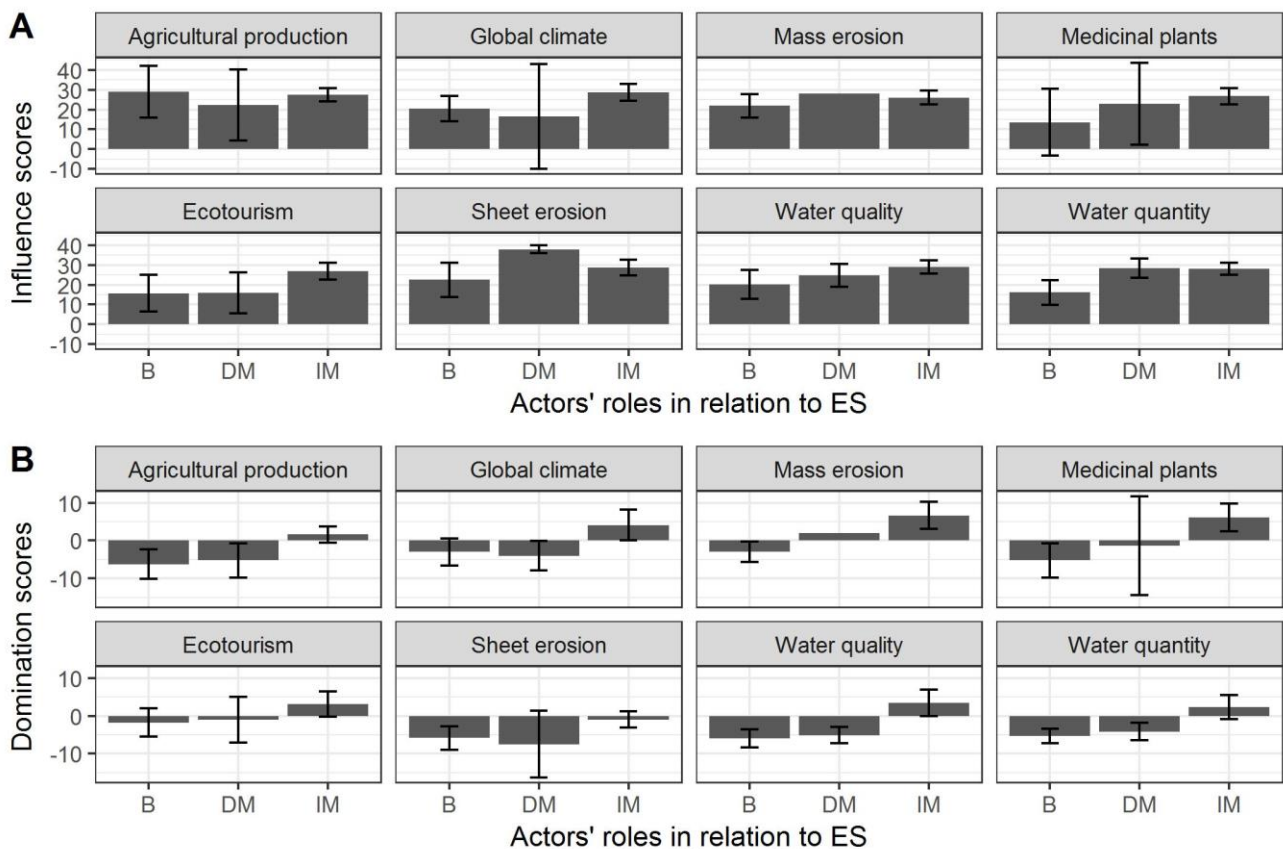 A
Agricultural production
Global climate
Mass erosion
Medicinal plants
Influence scores
40
30
20
10
0
-10
Ecotourism
Sheet erosion
Water quality
Water quantity
40
30
20
10
0
-10
B DM IM
B DM IM
B DM IM
B DM IM
Actors' roles in relation to ES
B
Agricultural production
Global climate
Mass erosion
Medicinal plants
Domination scores
10
0
-10
Ecotourism
Sheet erosion
Water quality
Water quantity
10
0
-10
B DM IM
B DM IM
B DM IM
B DM IM
Actors' roles in relation to ES